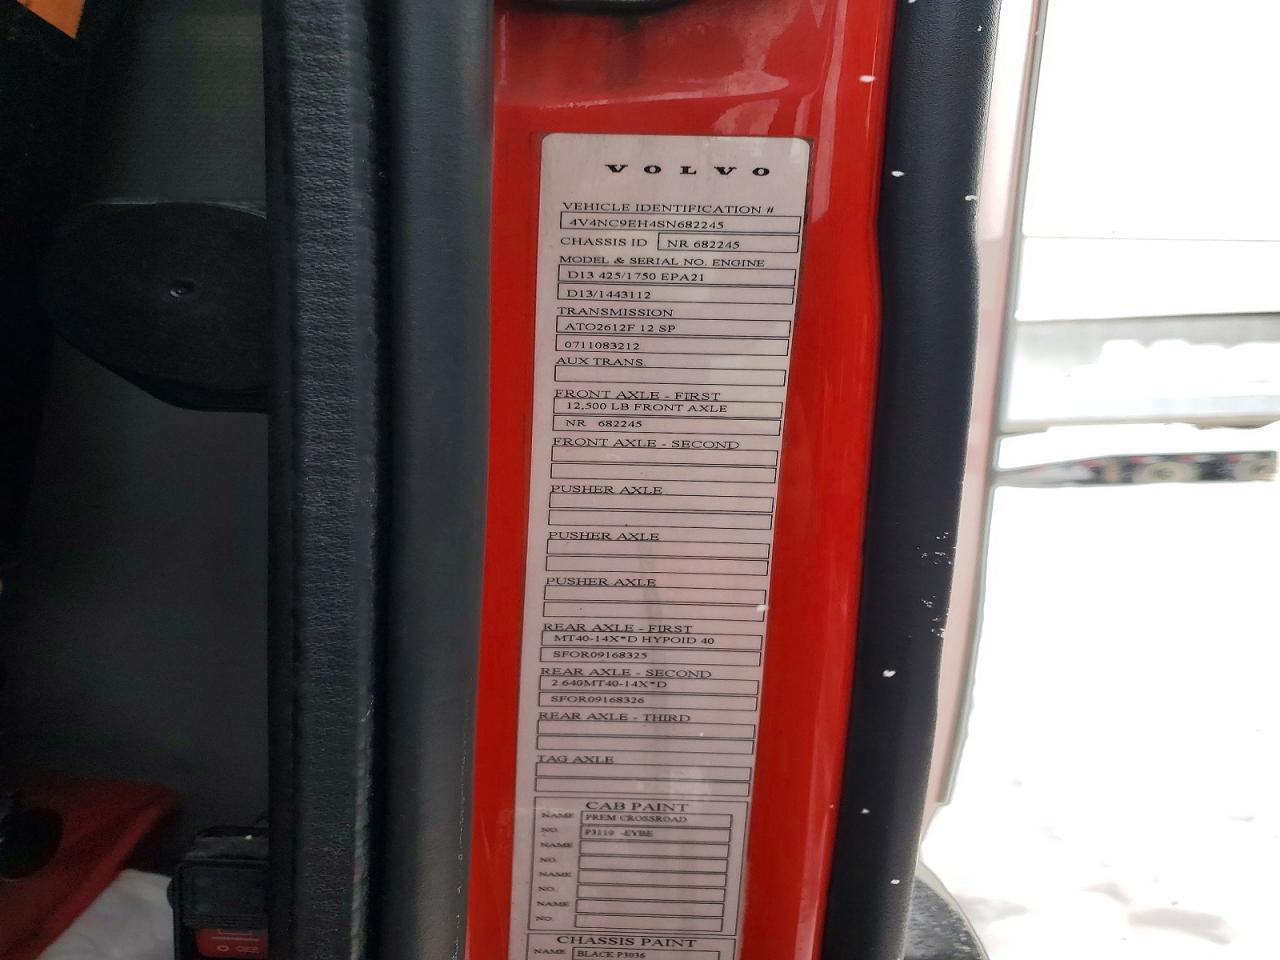 VOLVO
VEHICLE IDENTIFICATION #
4V4NC9EH4SN682245
CHASSIS ID NR 682245
MODEL & SERIAL NO. ENGINE
D13 425/1750 EPA21
D13/1443112
TRANSMISSION
ATO2612F 12 SP
0711083212
AUX TRANS.
FRONT AXLE - FIRST
12,500 LB FRONT AXLE
NR 682245
FRONT AXLE - SECOND
PUSHER AXLE
PUSHER AXLE
PUSHER AXLE
REAR AXLE - FIRST
MT40-14X*D HYPOID 40
SFOR09168325
REAR AXLE - SECOND
2.640MT40-14X*D
SFOR09168326
REAR AXLE - THIRD
TAG AXLE
CAB PAINT
NAME PREM CROSSROAD
NO. P3119 -EYBE
NAME
NO.
NAME
NO.
NAME
NO.
CHASSIS PAINT
NAME BLACK P3036
O OFF